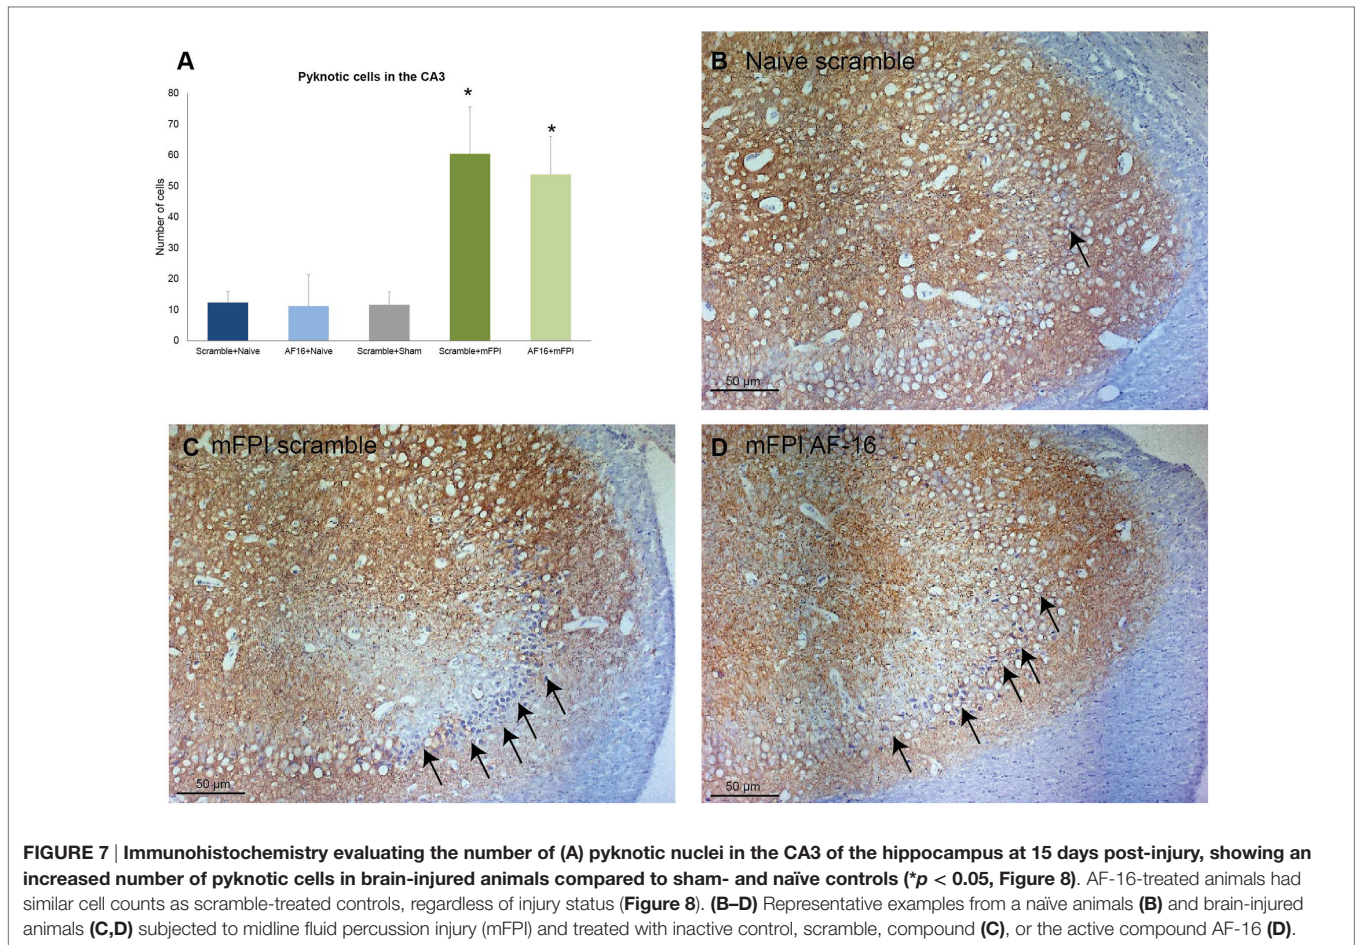 A
Pyknotic cells in the CA3
80
70
60
50
40
30
20
10
0
Number of cells
*
*
Scramble+Naive
AF16+Naive
Scramble+Sham
Scramble+mFPI
AF16+mFPI
B Naive scramble
50 µm
C mFPI scramble
50 µm
D mFPI AF-16
50 µm
FIGURE 7 | Immunohistochemistry evaluating the number of (A) pyknotic nuclei in the CA3 of the hippocampus at 15 days post-injury, showing an
increased number of pyknotic cells in brain-injured animals compared to sham- and naïve controls (*p < 0.05, Figure 8). AF-16-treated animals had
similar cell counts as scramble-treated controls, regardless of injury status (Figure 8). (B–D) Representative examples from a naïve animals (B) and brain-injured
animals (C,D) subjected to midline fluid percussion injury (mFPI) and treated with inactive control, scramble, compound (C), or the active compound AF-16 (D).